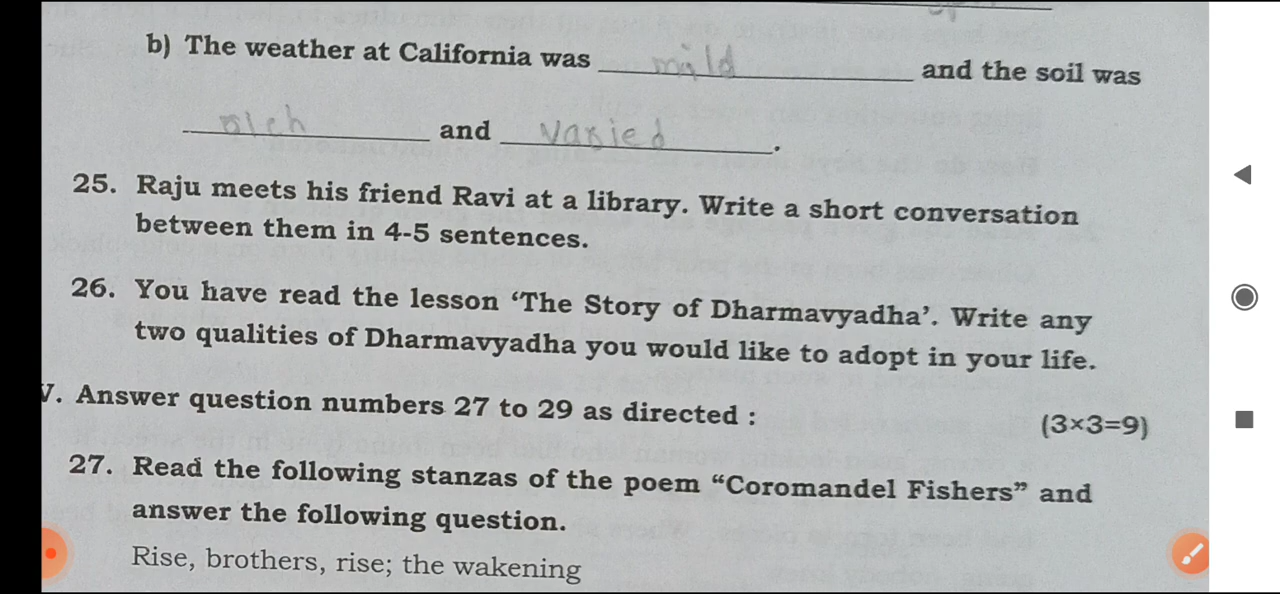 b) The weather at California was mild and the soil was
rich and varied.
25. Raju meets his friend Ravi at a library. Write a short conversation
between them in 4-5 sentences.
26. You have read the lesson ‘The Story of Dharmavyadha’. Write any
two qualities of Dharmavyadha you would like to adopt in your life.
V. Answer question numbers 27 to 29 as directed : (3×3=9)
27. Read the following stanzas of the poem “Coromandel Fishers” and
answer the following question.
Rise, brothers, rise; the wakening